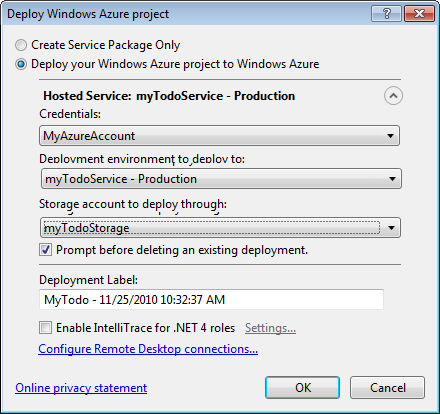 Deploy Windows Azure project
Create Service Package Only
Deploy your Windows Azure project to Windows Azure
Hosted Service: myTodoService - Production
Credentials:
MyAzureAccount
Deployment environment to deploy to:
myTodoService - Production
Storage account to deploy through:
myTodoStorage
Prompt before deleting an existing deployment.
Deployment Label:
MyTodo - 11/25/2010 10:32:37 AM
Enable IntelliTrace for .NET 4 roles Settings...
Configure Remote Desktop connections...
Online privacy statement OK Cancel